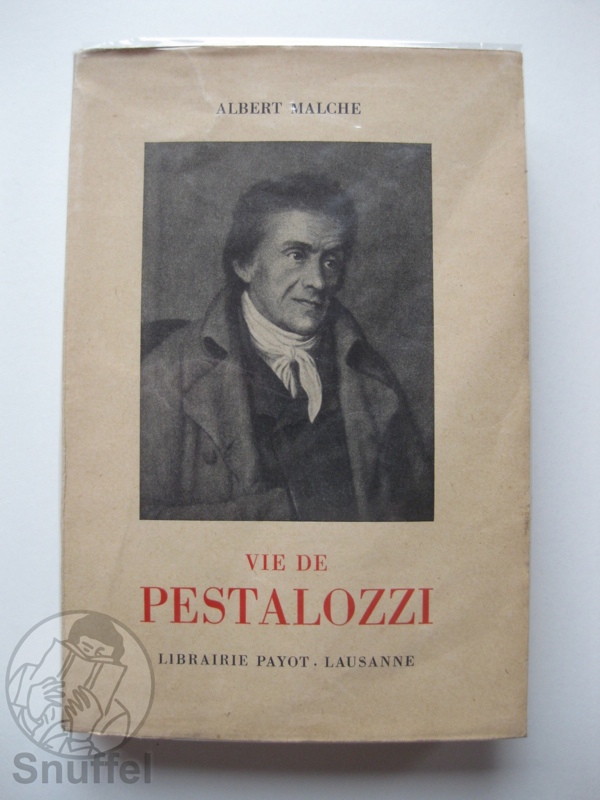 ALBERT MALCHE
VIE DE
PESTALOZZI
LIBRAIRIE PAYOT · LAUSANNE
Snuffel